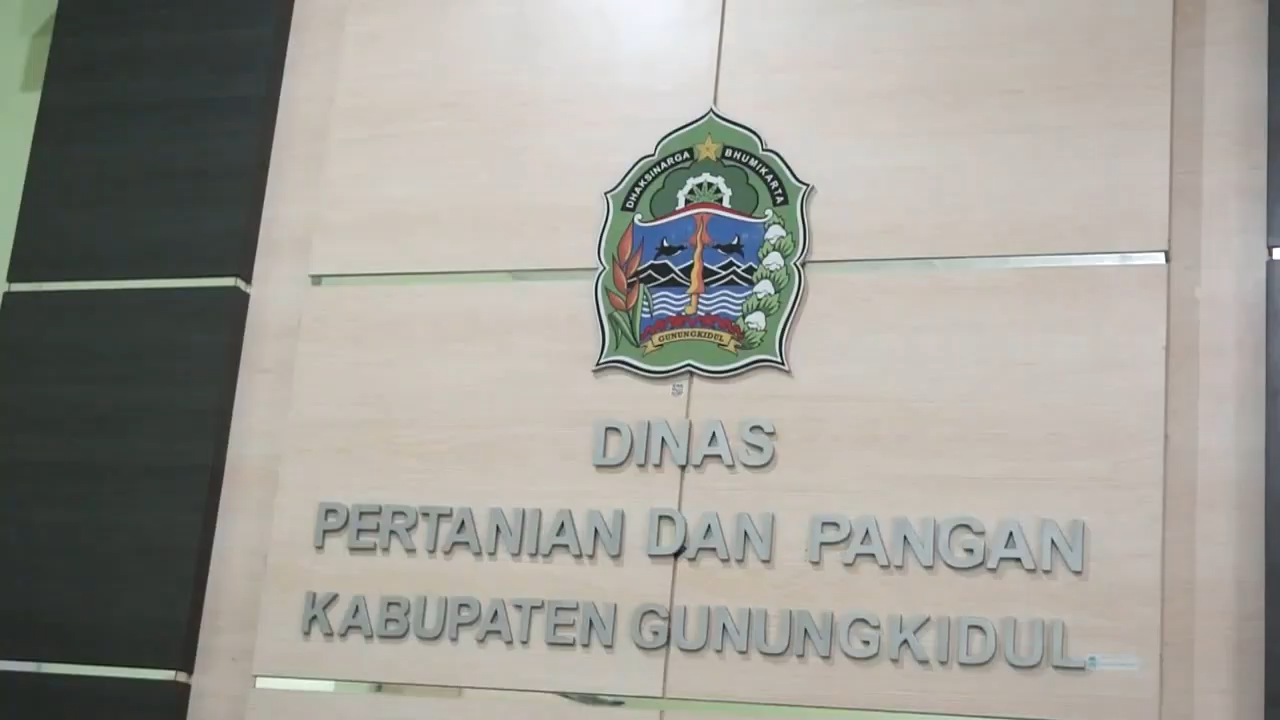 DHAKSINARGA BHUMIKARTA
GUNUNGKIDUL
DINAS
PERTANIAN DAN PANGAN
KABUPATEN GUNUNGKIDUL